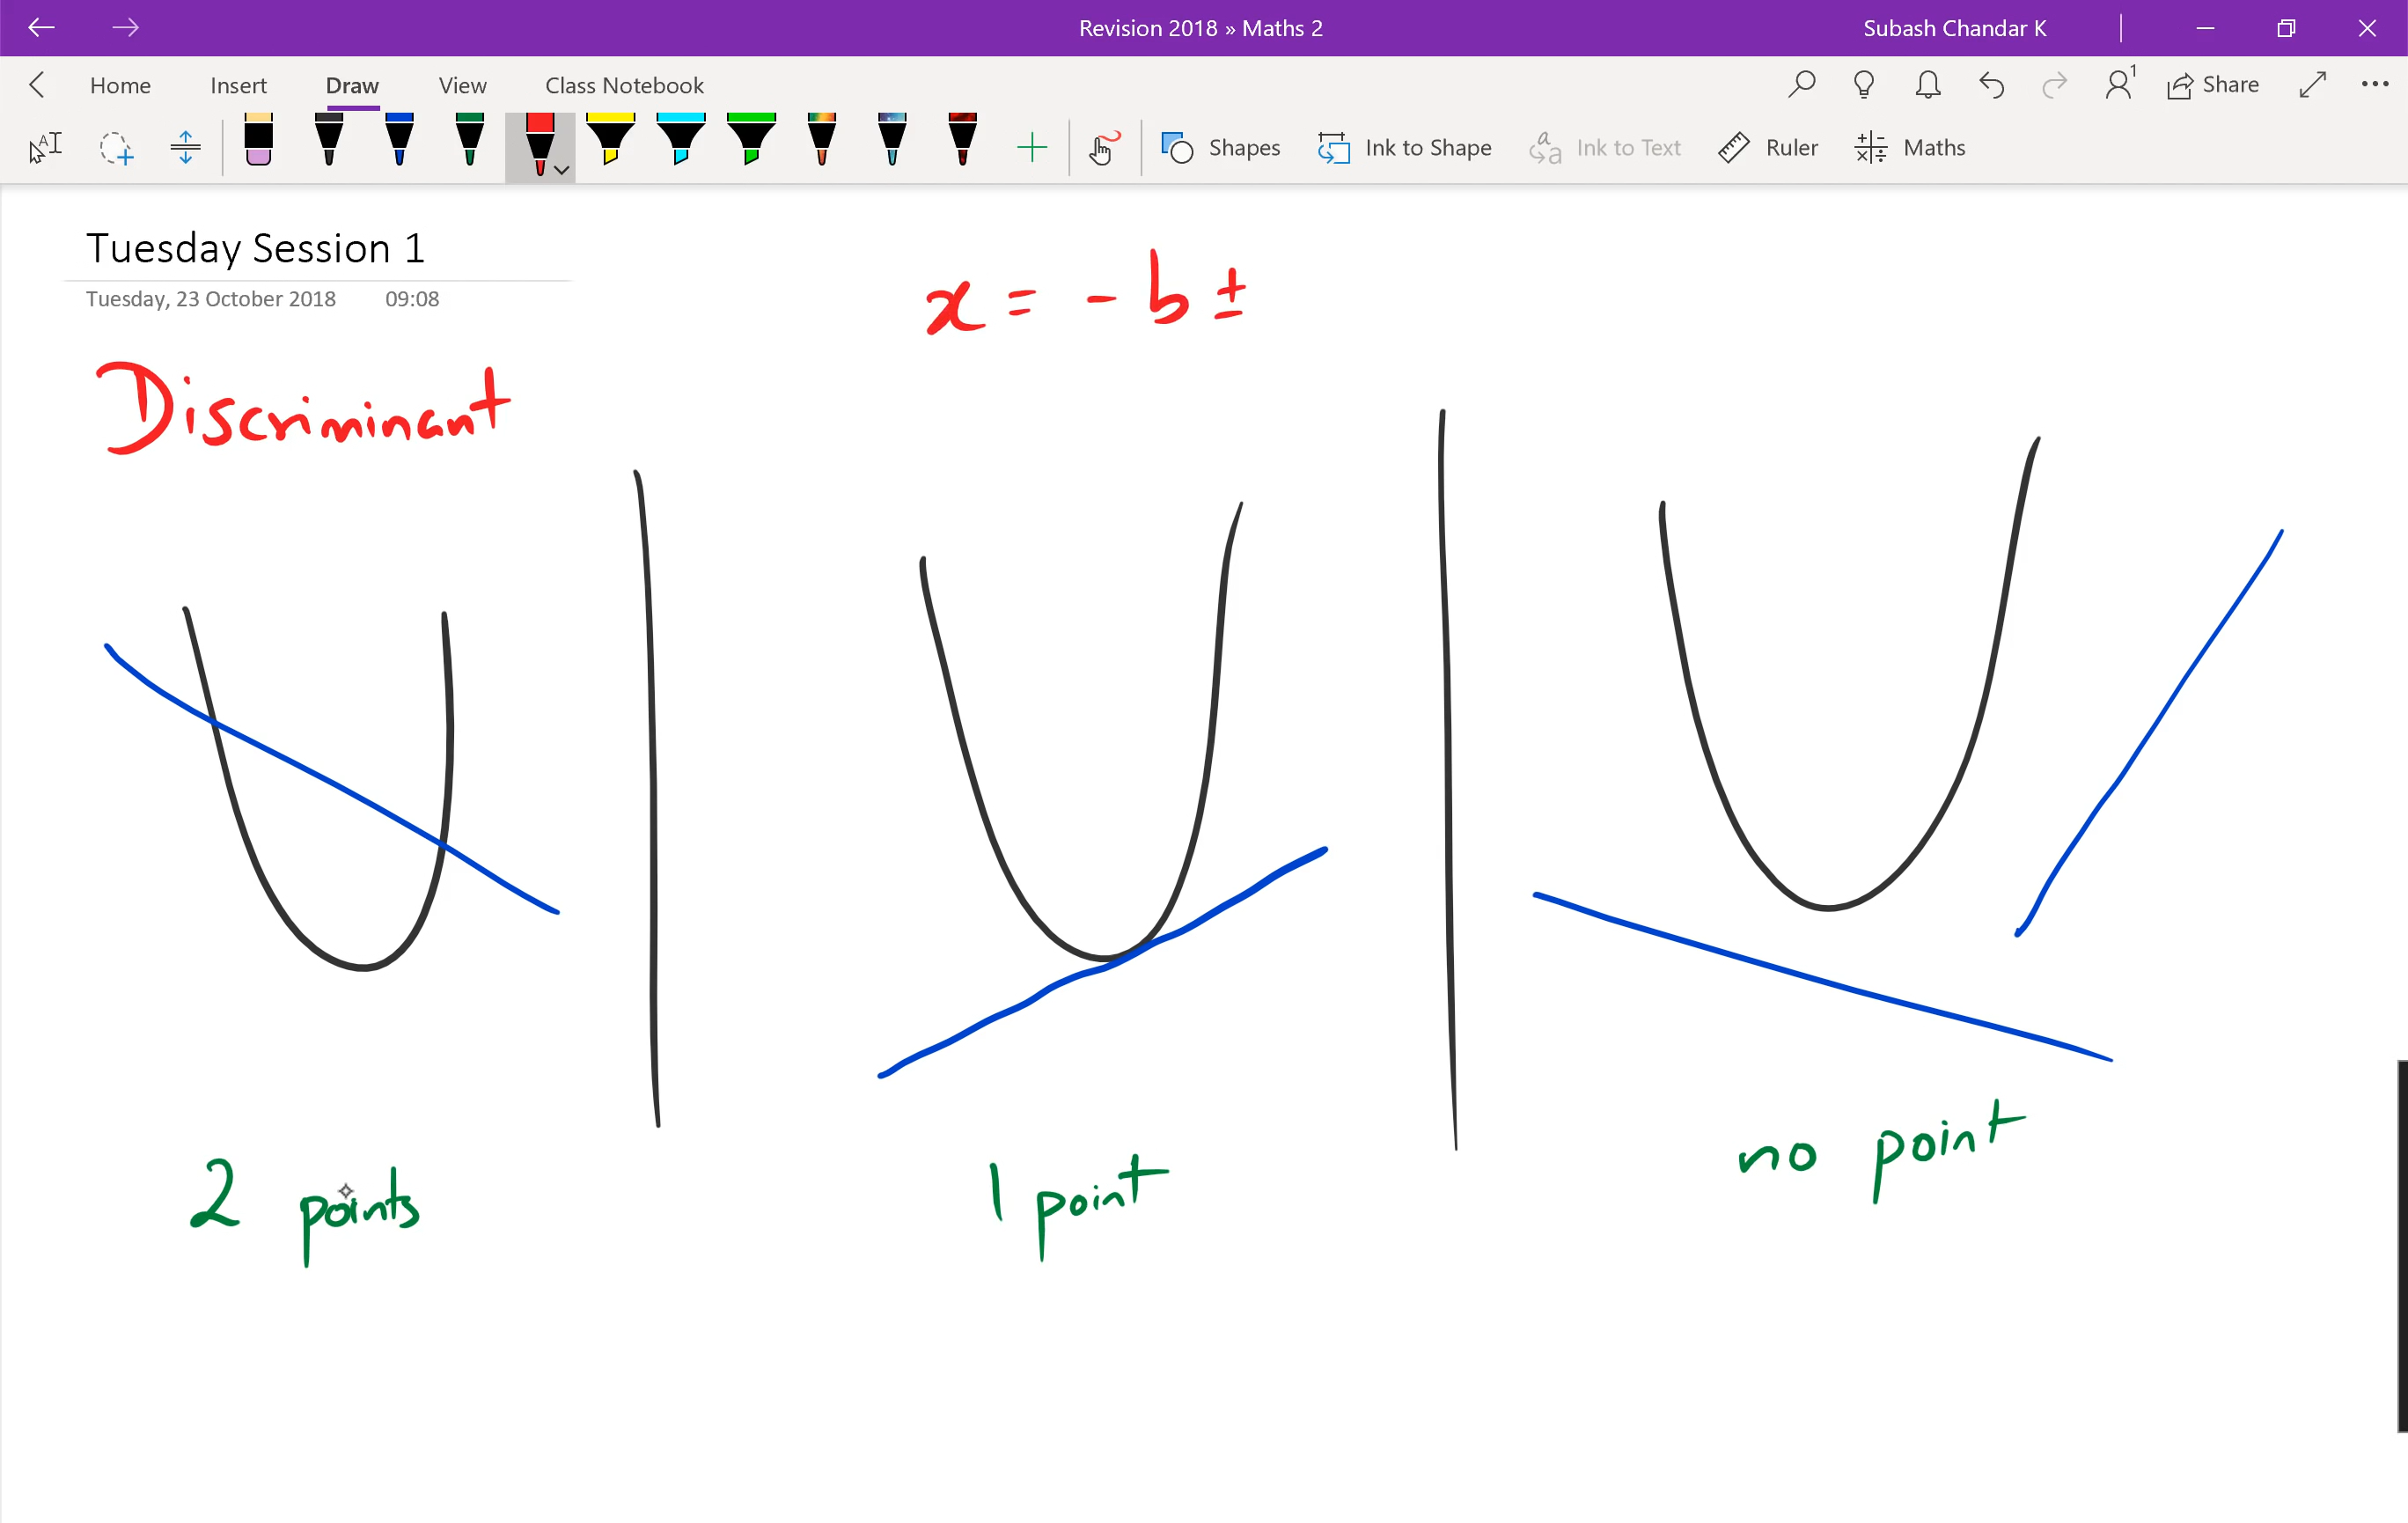 Revision 2018 » Maths 2
Subash Chandar K
Home Insert Draw View Class Notebook
1 Share
AI
Shapes Ink to Shape Ink to Text Ruler Maths
Tuesday Session 1
Tuesday, 23 October 2018 09:08
x = - b ±
Discriminant
2 points
1 point
no point